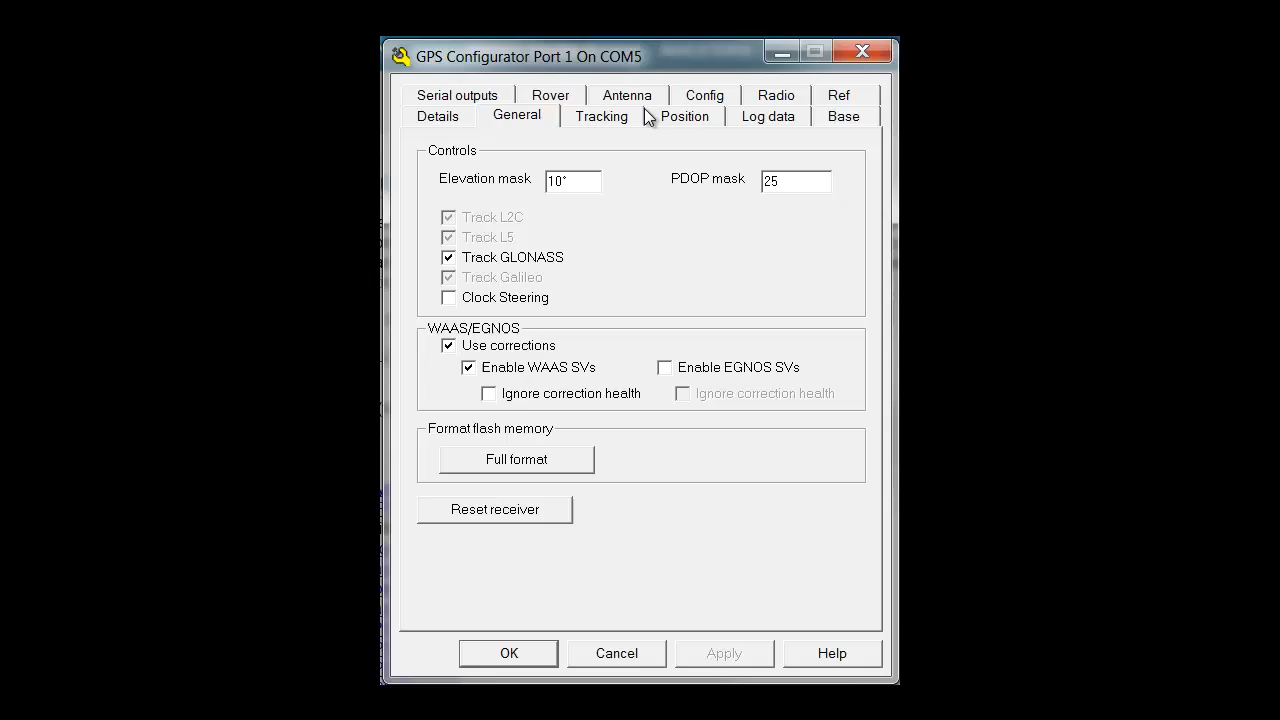 GPS Configurator Port 1 On COM5
Serial outputs Rover Antenna Config Radio Ref
Details General Tracking Position Log data Base
Controls
Elevation mask 10° PDOP mask 25
Track L2C
Track L5
Track GLONASS
Track Galileo
Clock Steering
WAAS/EGNOS
Use corrections
Enable WAAS SVs Enable EGNOS SVs
Ignore correction health Ignore correction health
Format flash memory
Full format
Reset receiver
OK Cancel Apply Help